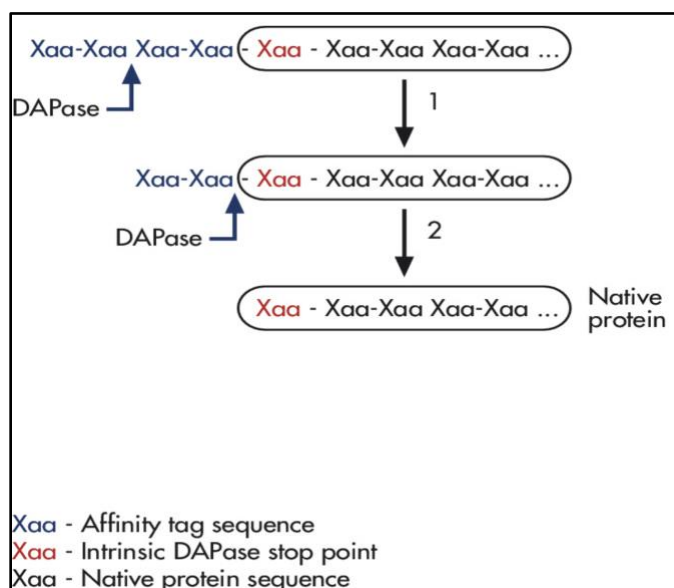 Xaa-Xaa Xaa-Xaa - Xaa - Xaa-Xaa Xaa-Xaa ...
DAPase
1
Xaa-Xaa - Xaa - Xaa-Xaa Xaa-Xaa ...
DAPase
2
Xaa - Xaa-Xaa Xaa-Xaa ...
Native
protein
Xaa - Affinity tag sequence
Xaa - Intrinsic DAPase stop point
Xaa - Native protein sequence